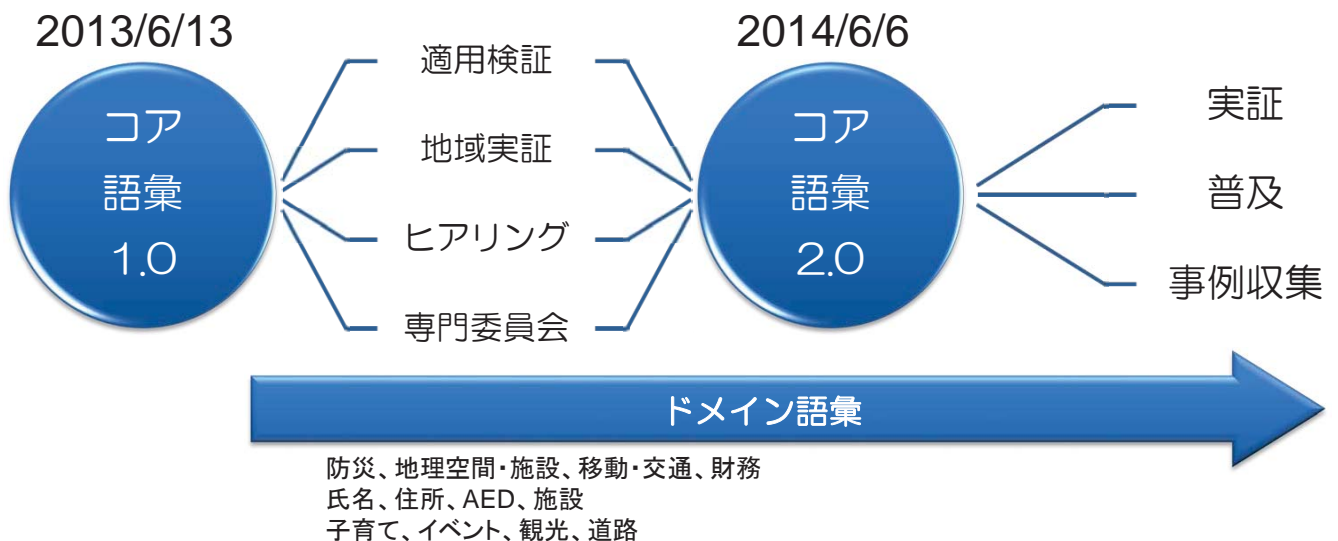 2013/6/13
コア
語彙
1.0
適用検証
地域実証
ヒアリング
専門委員会
2014/6/6
コア
語彙
2.0
実証
普及
事例収集
ドメイン語彙
防災、地理空間・施設、移動・交通、財務
氏名、住所、AED、施設
子育て、イベント、観光、道路